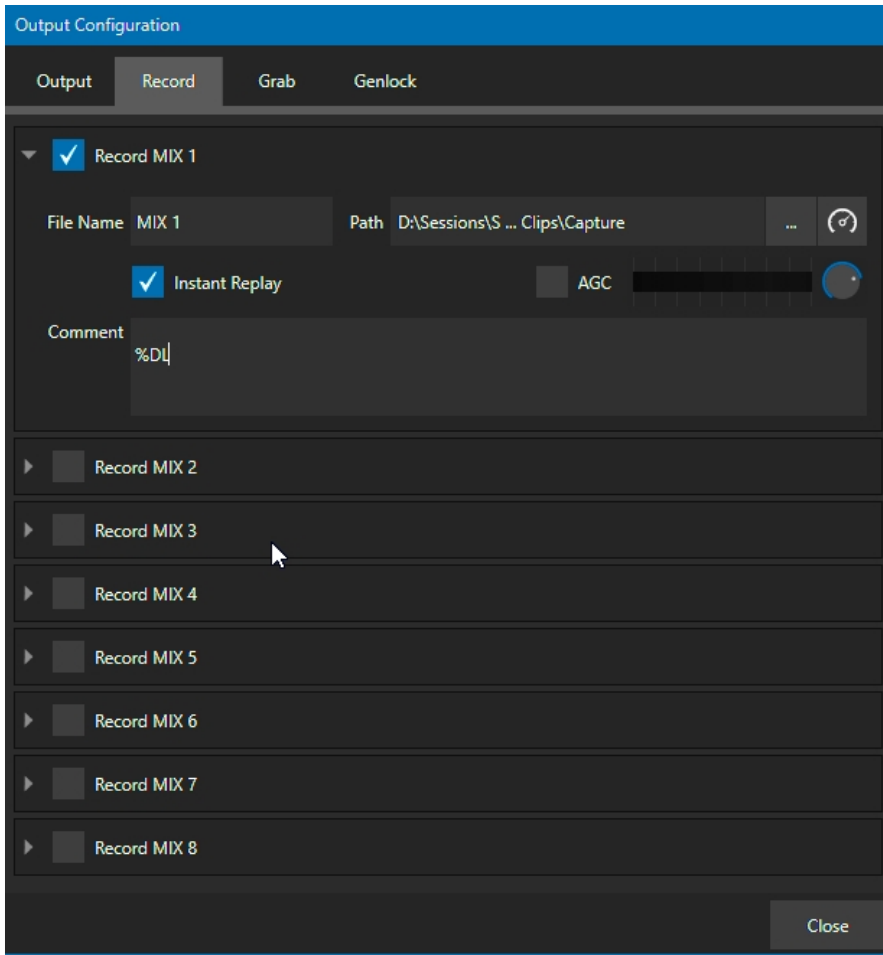 Output Configuration
Output Record Grab Genlock
Record MIX 1
File Name MIX 1 Path D:\Sessions\S ... Clips\Capture ...
Instant Replay AGC
Comment
%DL
Record MIX 2
Record MIX 3
Record MIX 4
Record MIX 5
Record MIX 6
Record MIX 7
Record MIX 8
Close